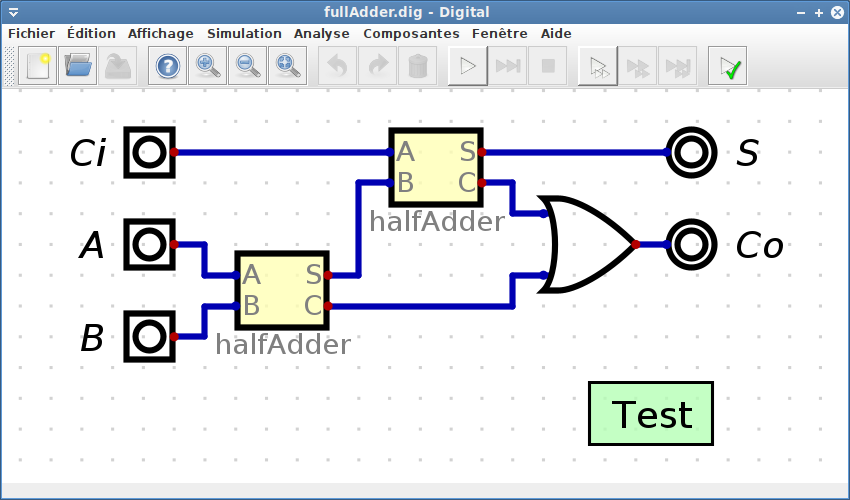 fullAdder.dig - Digital
Fichier Édition Affichage Simulation Analyse Composantes Fenêtre Aide
Ci
A S
B C
halfAdder
S
A
A S
B C
halfAdder
Co
B
Test